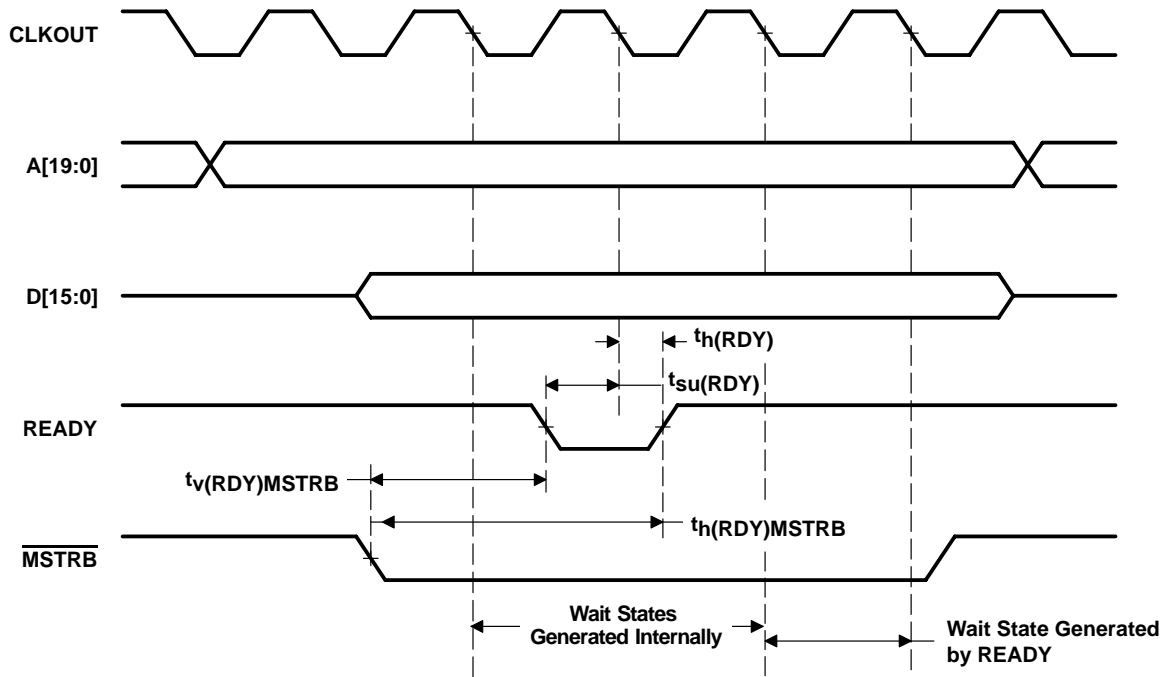 CLKOUT
A[19:0]
D[15:0]
th(RDY)
tsu(RDY)
READY
tv(RDY)MSTRB
th(RDY)MSTRB
MSTRB
Wait States
Generated Internally
Wait State Generated
by READY